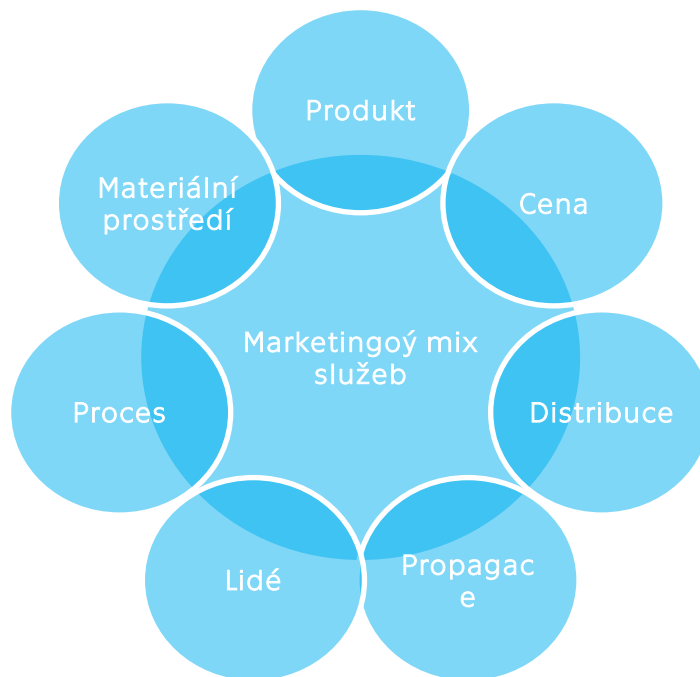 Produkt
Materiální
prostředí
Cena
Marketingoý mix
služeb
Proces
Distribuce
Lidé
Propagac
e